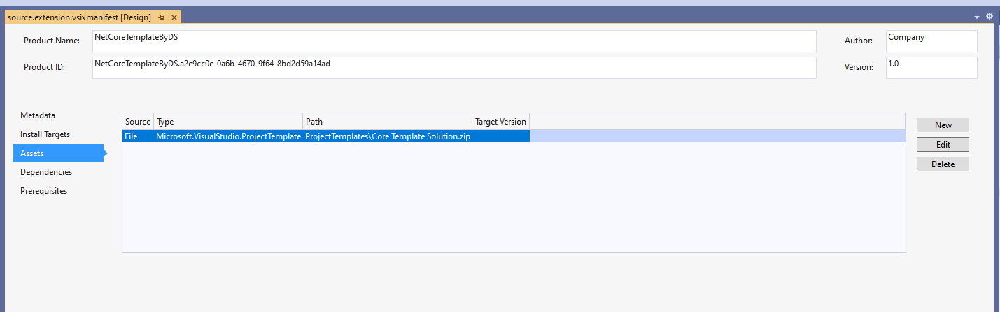 source.extension.vsixmanifest [Design]
Product Name: NetCoreTemplateByDS Author: Company
Product ID: NetCoreTemplateByDS.a2e9cc0e-0a6b-4670-9f64-8bd2d59a14ad Version: 1.0
Metadata
Install Targets
Assets
Dependencies
Prerequisites
Source Type Path Target Version
File Microsoft.VisualStudio.ProjectTemplate ProjectTemplates\Core Template Solution.zip
New
Edit
Delete